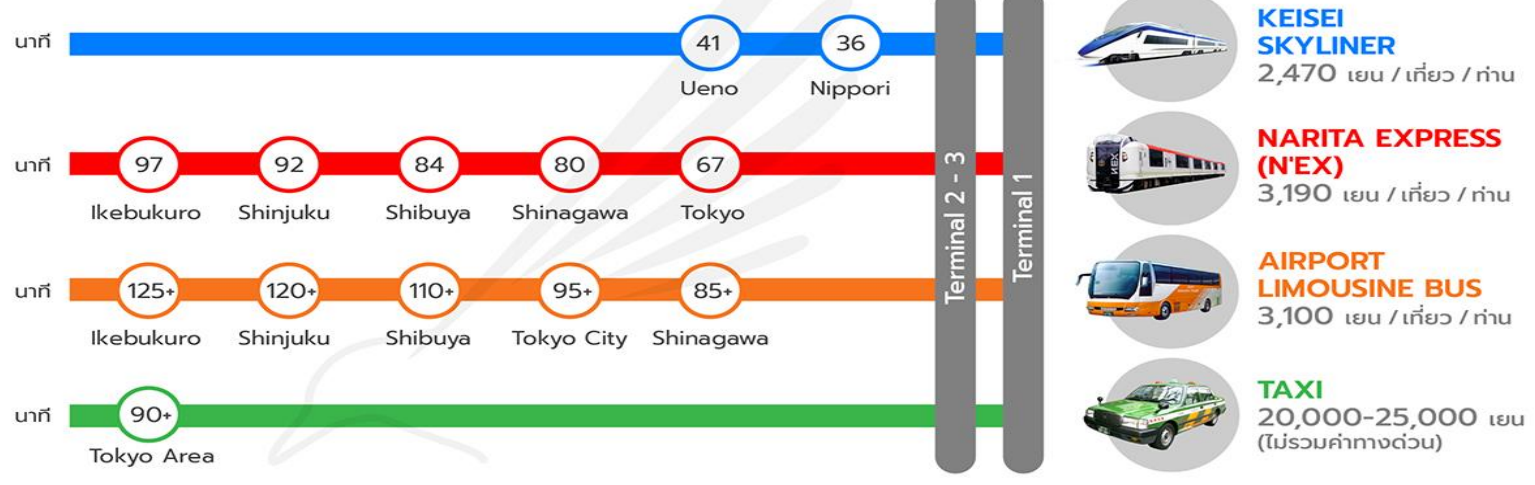 นาที
41
Ueno
36
Nippori
KEISEI
SKYLINER
2,470 เยน / เที่ยว / ท่าน
นาที
97
Ikebukuro
92
Shinjuku
84
Shibuya
80
Shinagawa
67
Tokyo
NARITA EXPRESS
(N'EX)
3,190 เยน / เที่ยว / ท่าน
นาที
125+
Ikebukuro
120+
Shinjuku
110+
Shibuya
95+
Tokyo City
85+
Shinagawa
AIRPORT
LIMOUSINE BUS
3,100 เยน / เที่ยว / ท่าน
นาที
90+
Tokyo Area
TAXI
20,000-25,000 เยน
(ไม่รวมค่าทางด่วน)
Terminal 2 - 3
Terminal 1
N'EX